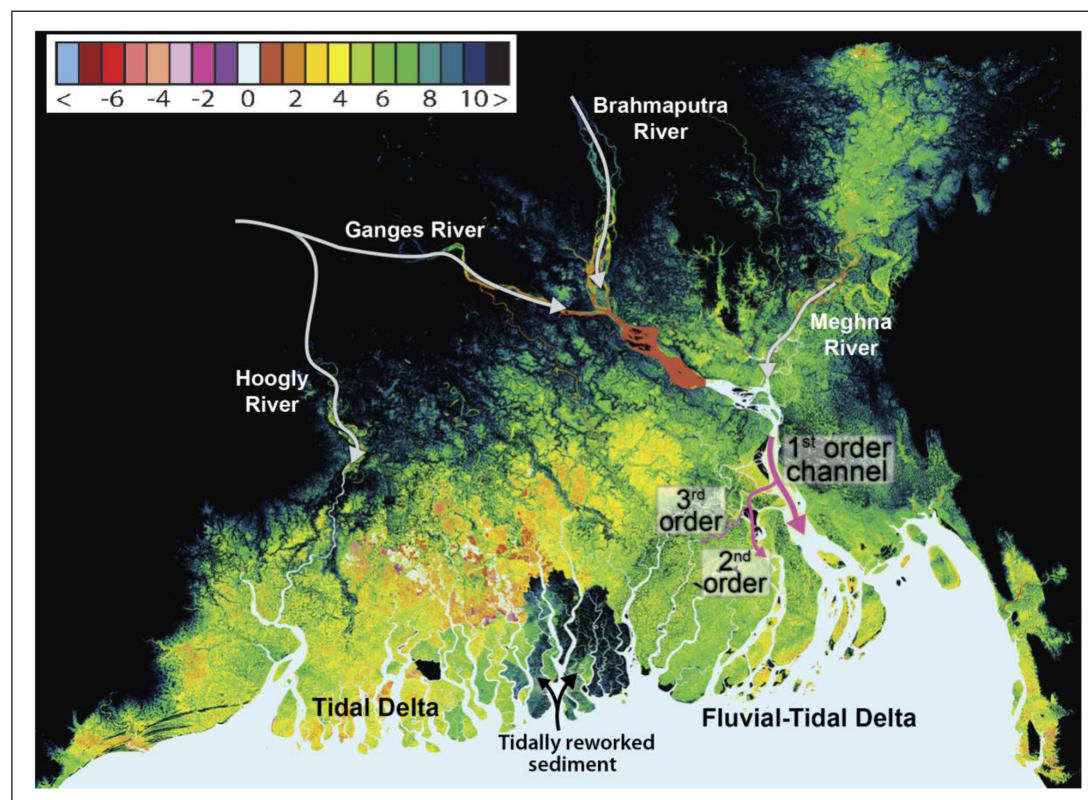 < -6 -4 -2 0 2 4 6 8 10 >
Brahmaputra
River
Ganges River
Meghna
River
Hoogly
River
1st order
channel
3rd
order
2nd
order
Tidal Delta
Fluvial-Tidal Delta
Tidally reworked
sediment